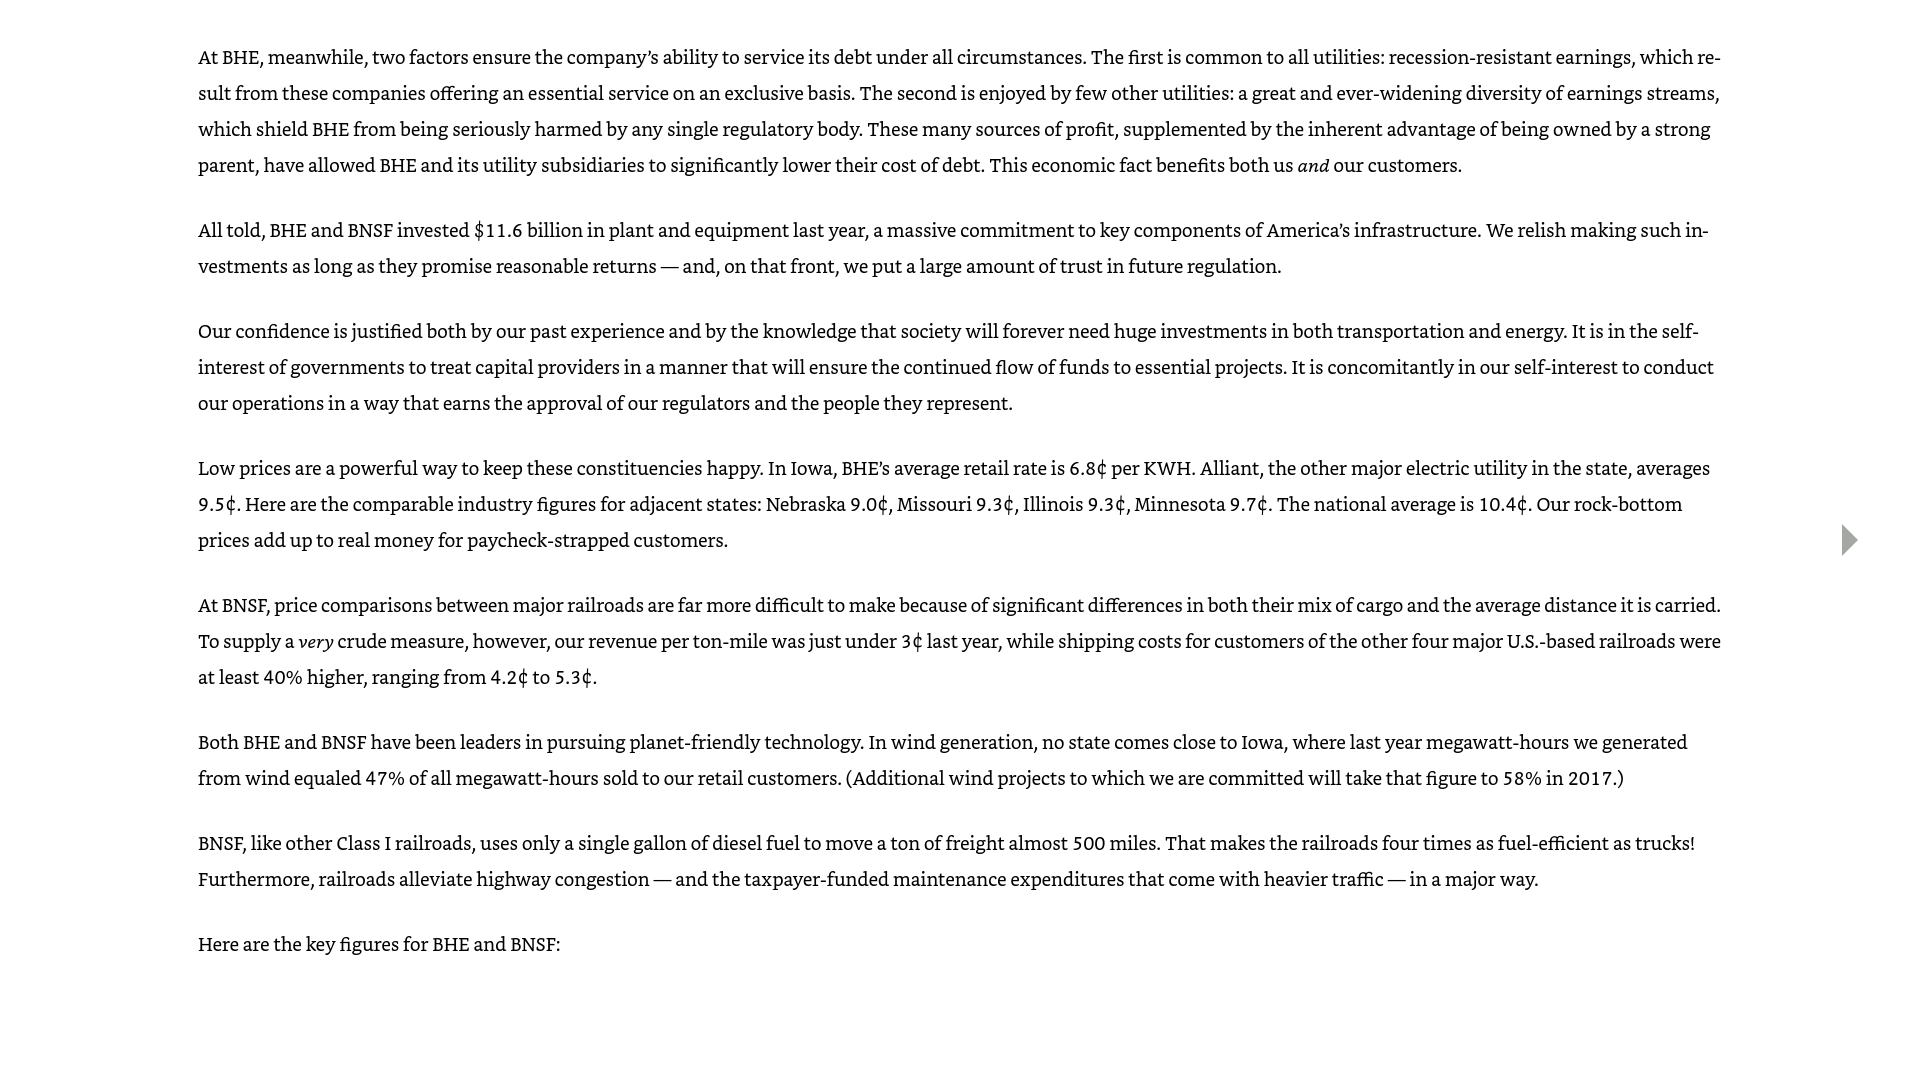 At BHE, meanwhile, two factors ensure the company’s ability to service its debt under all circumstances. The first is common to all utilities: recession-resistant earnings, which re-
sult from these companies offering an essential service on an exclusive basis. The second is enjoyed by few other utilities: a great and ever-widening diversity of earnings streams,
which shield BHE from being seriously harmed by any single regulatory body. These many sources of profit, supplemented by the inherent advantage of being owned by a strong
parent, have allowed BHE and its utility subsidiaries to significantly lower their cost of debt. This economic fact benefits both us and our customers.
All told, BHE and BNSF invested $11.6 billion in plant and equipment last year, a massive commitment to key components of America’s infrastructure. We relish making such in-
vestments as long as they promise reasonable returns — and, on that front, we put a large amount of trust in future regulation.
Our confidence is justified both by our past experience and by the knowledge that society will forever need huge investments in both transportation and energy. It is in the self-
interest of governments to treat capital providers in a manner that will ensure the continued flow of funds to essential projects. It is concomitantly in our self-interest to conduct
our operations in a way that earns the approval of our regulators and the people they represent.
Low prices are a powerful way to keep these constituencies happy. In Iowa, BHE’s average retail rate is 6.8¢ per KWH. Alliant, the other major electric utility in the state, averages
9.5¢. Here are the comparable industry figures for adjacent states: Nebraska 9.0¢, Missouri 9.3¢, Illinois 9.3¢, Minnesota 9.7¢. The national average is 10.4¢. Our rock-bottom
prices add up to real money for paycheck-strapped customers.
At BNSF, price comparisons between major railroads are far more difficult to make because of significant differences in both their mix of cargo and the average distance it is carried.
To supply a very crude measure, however, our revenue per ton-mile was just under 3¢ last year, while shipping costs for customers of the other four major U.S.-based railroads were
at least 40% higher, ranging from 4.2¢ to 5.3¢.
Both BHE and BNSF have been leaders in pursuing planet-friendly technology. In wind generation, no state comes close to Iowa, where last year megawatt-hours we generated
from wind equaled 47% of all megawatt-hours sold to our retail customers. (Additional wind projects to which we are committed will take that figure to 58% in 2017.)
BNSF, like other Class I railroads, uses only a single gallon of diesel fuel to move a ton of freight almost 500 miles. That makes the railroads four times as fuel-efficient as trucks!
Furthermore, railroads alleviate highway congestion — and the taxpayer-funded maintenance expenditures that come with heavier traffic — in a major way.
Here are the key figures for BHE and BNSF: